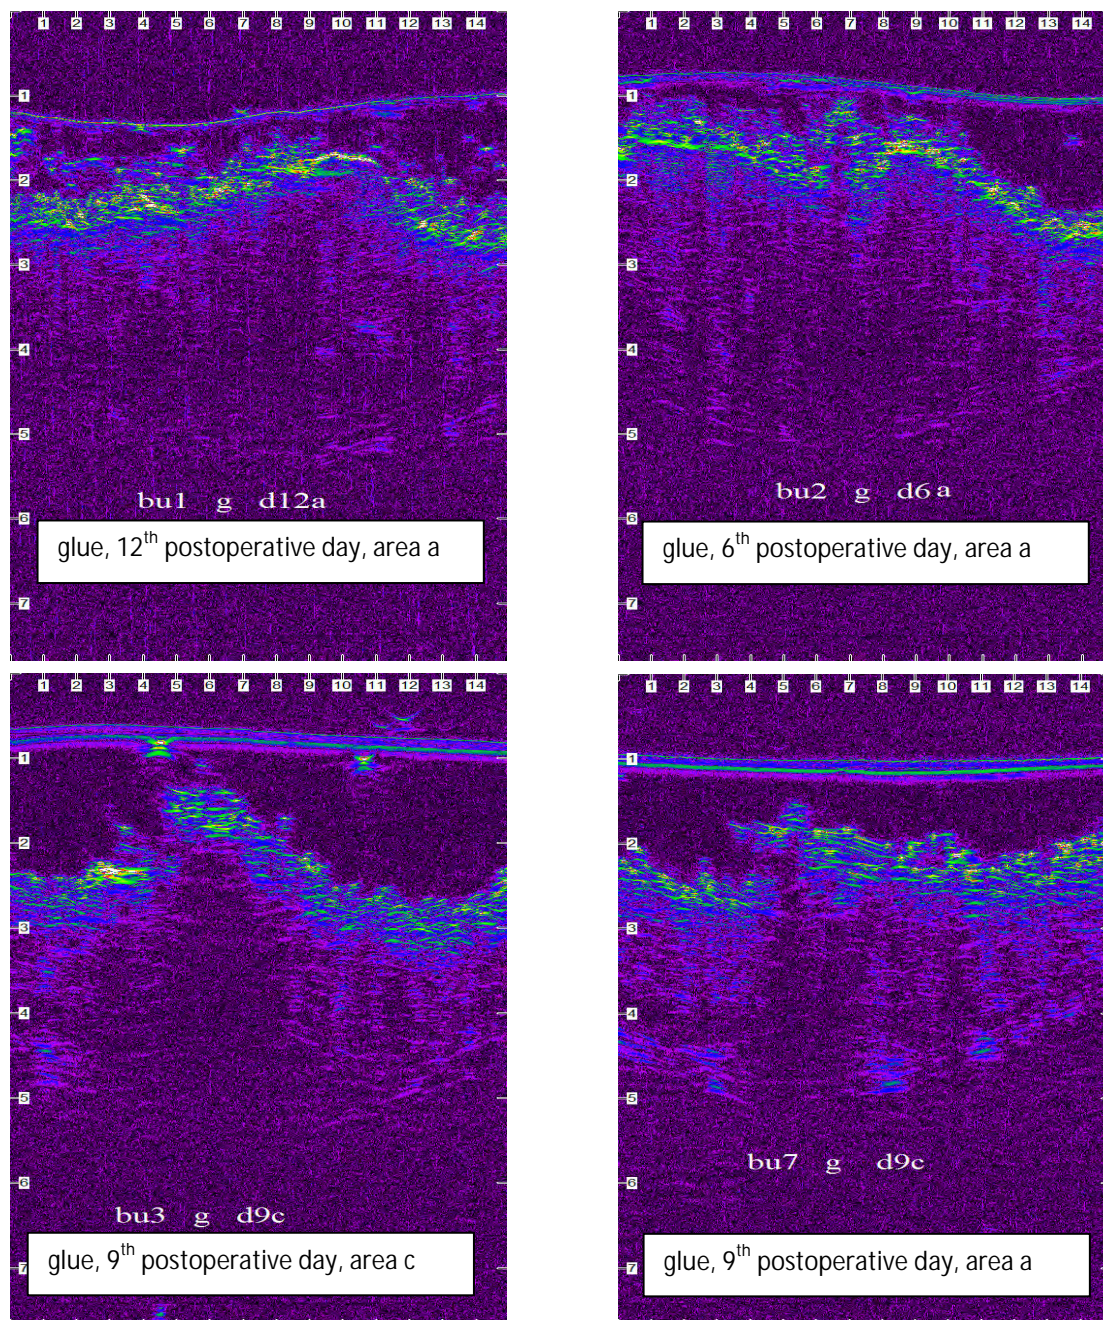 1 2 3 4 5 6 7 8 9 10 11 12 13 14
1
2
3
4
5
6
7
bu1 g d12a
glue, 12th postoperative day, area a
1 2 3 4 5 6 7 8 9 10 11 12 13 14
1
2
3
4
5
6
7
bu2 g d6 a
glue, 6th postoperative day, area a
1 2 3 4 5 6 7 8 9 10 11 12 13 14
1
2
3
4
5
6
7
bu3 g d9c
glue, 9th postoperative day, area c
1 2 3 4 5 6 7 8 9 10 11 12 13 14
1
2
3
4
5
6
7
bu7 g d9c
glue, 9th postoperative day, area a